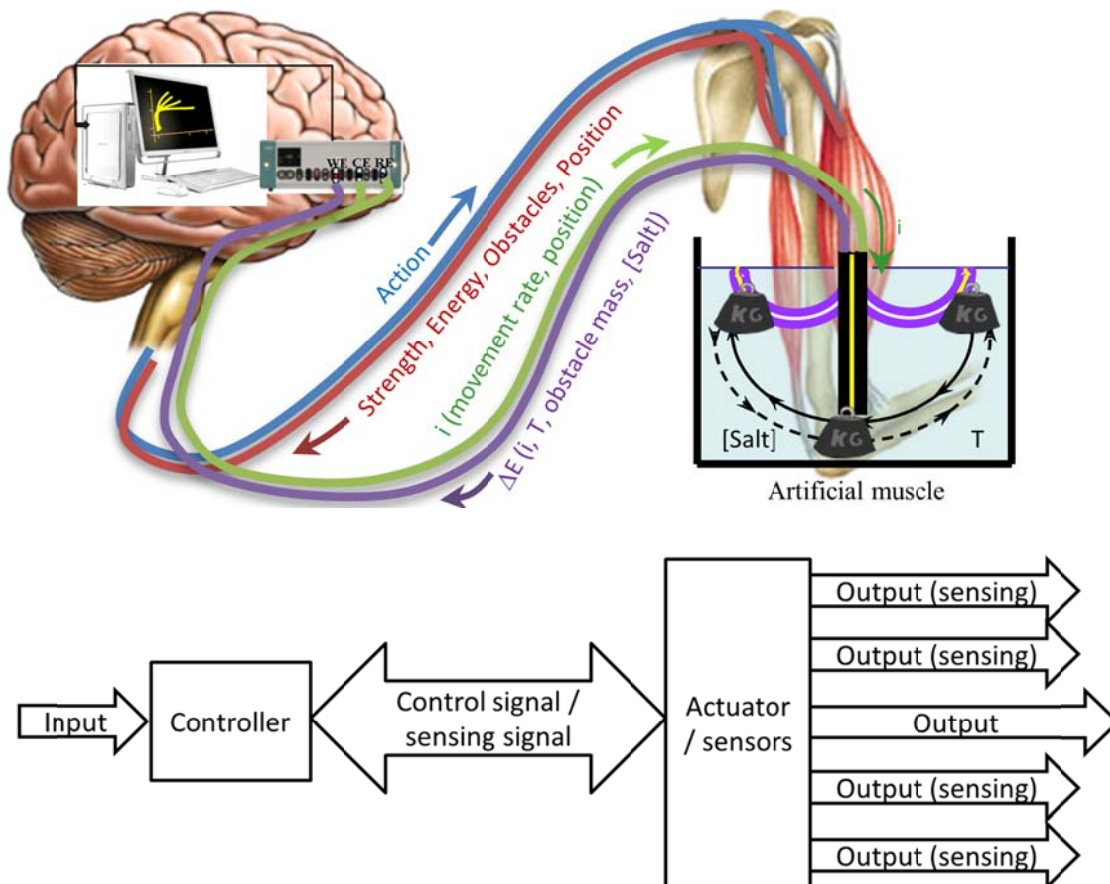 WE CE RE
Action
Strength, Energy, Obstacles, Position
i (movement rate, position)
ΔE (i, T, obstacle mass, [Salt])
i
KG
KG
KG
[Salt]
T
Artificial muscle
Input
Controller
Control signal /
sensing signal
Actuator
/ sensors
Output (sensing)
Output (sensing)
Output
Output (sensing)
Output (sensing)